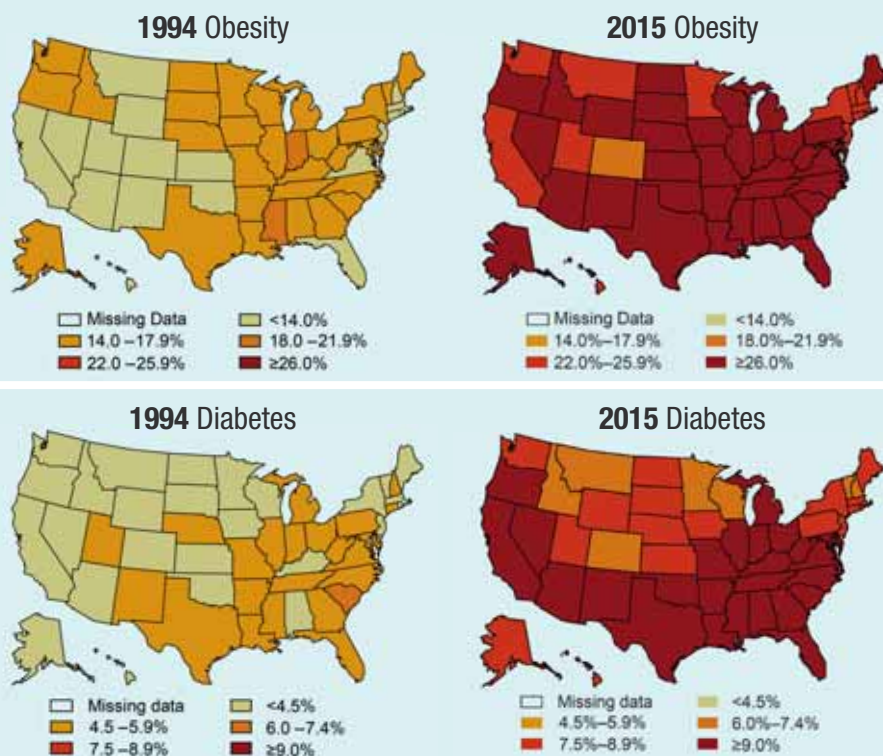 1994 Obesity
Missing Data <14.0%
14.0 –17.9% 18.0 –21.9%
22.0 –25.9% ≥26.0%
2015 Obesity
Missing Data <14.0%
14.0%–17.9% 18.0%–21.9%
22.0%–25.9% ≥26.0%
1994 Diabetes
Missing data <4.5%
4.5 –5.9% 6.0 –7.4%
7.5 –8.9% ≥9.0%
2015 Diabetes
Missing data <4.5%
4.5%–5.9% 6.0%–7.4%
7.5%–8.9% ≥9.0%